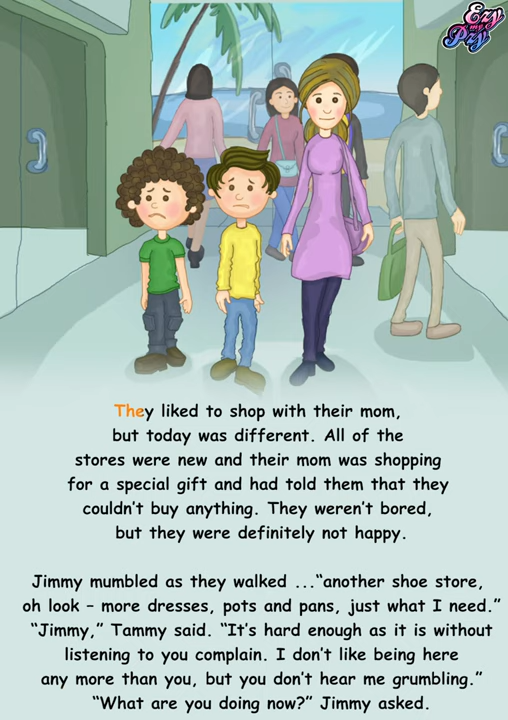 Ezy
my
Pzy
They liked to shop with their mom,
but today was different. All of the
stores were new and their mom was shopping
for a special gift and had told them that they
couldn't buy anything. They weren't bored,
but they were definitely not happy.
Jimmy mumbled as they walked ...“another shoe store,
oh look – more dresses, pots and pans, just what I need.”
“Jimmy,” Tammy said. “It's hard enough as it is without
listening to you complain. I don't like being here
any more than you, but you don't hear me grumbling.”
“What are you doing now?” Jimmy asked.